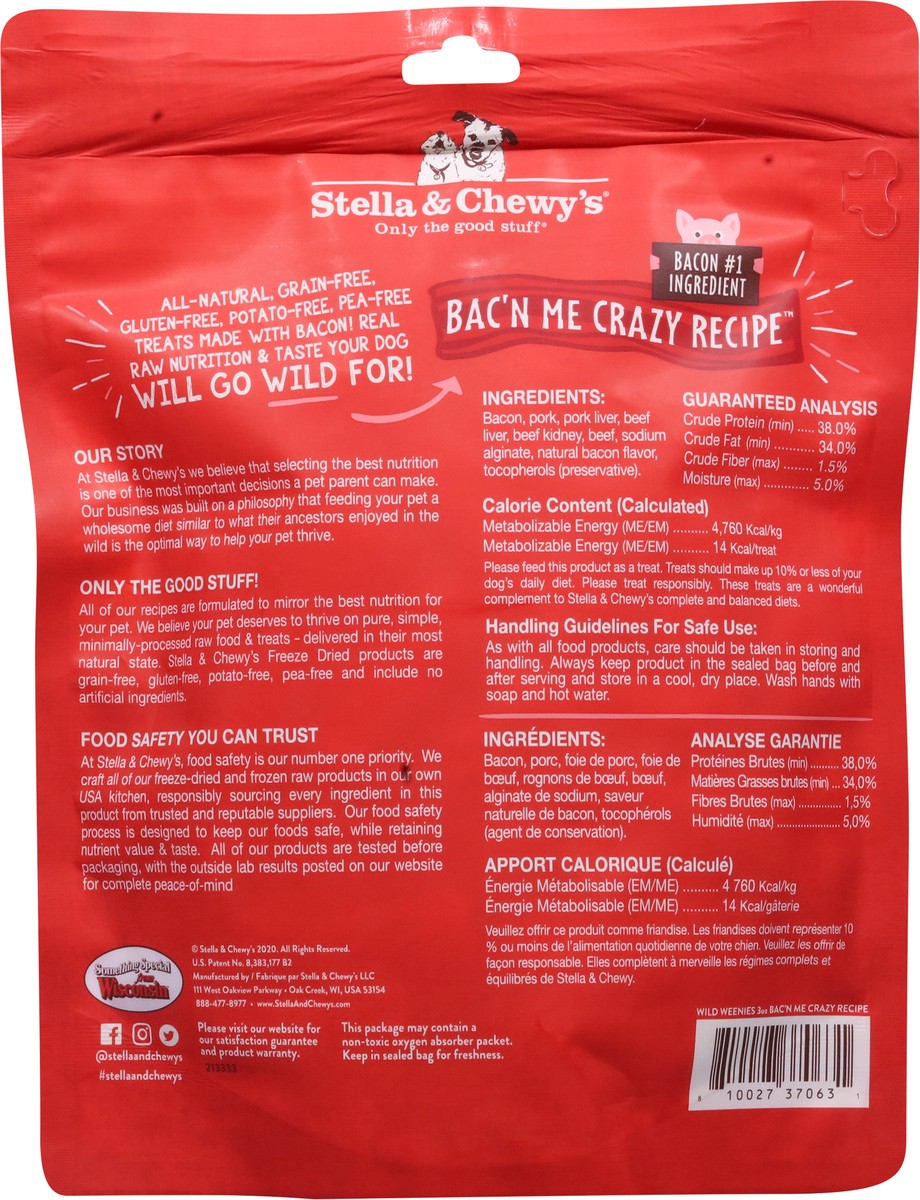 Stella & Chewy's®
Only the good stuff®
ALL-NATURAL, GRAIN-FREE,
GLUTEN-FREE, POTATO-FREE, PEA-FREE
TREATS MADE WITH BACON! REAL
RAW NUTRITION & TASTE YOUR DOG
WILL GO WILD FOR!
BACON #1
INGREDIENT
BAC'N ME CRAZY RECIPE™
OUR STORY
At Stella & Chewy's we believe that selecting the best nutrition
is one of the most important decisions a pet parent can make.
Our business was built on a philosophy that feeding your pet a
wholesome diet similar to what their ancestors enjoyed in the
wild is the optimal way to help your pet thrive.
ONLY THE GOOD STUFF!
All of our recipes are formulated to mirror the best nutrition for
your pet. We believe your pet deserves to thrive on pure, simple,
minimally-processed raw food & treats - delivered in their most
natural state. Stella & Chewy's Freeze Dried products are
grain-free, gluten-free, potato-free, pea-free and include no
artificial ingredients.
FOOD SAFETY YOU CAN TRUST
At Stella & Chewy's, food safety is our number one priority. We
craft all of our freeze-dried and frozen raw products in our own
USA kitchen, responsibly sourcing every ingredient in this
product from trusted and reputable suppliers. Our food safety
process is designed to keep our foods safe, while retaining
nutrient value & taste. All of our products are tested before
packaging, with the outside lab results posted on our website
for complete peace-of-mind
INGREDIENTS:
Bacon, pork, pork liver, beef
liver, beef kidney, beef, sodium
alginate, natural bacon flavor,
tocopherols (preservative).
GUARANTEED ANALYSIS
Crude Protein (min) ..... 38.0%
Crude Fat (min) ........... 34.0%
Crude Fiber (max) ........ 1.5%
Moisture (max) ............. 5.0%
Calorie Content (Calculated)
Metabolizable Energy (ME/EM) .......... 4,760 Kcal/kg
Metabolizable Energy (ME/EM) .......... 14 Kcal/treat
Please feed this product as a treat. Treats should make up 10% or less of your
dog's daily diet. Please treat responsibly. These treats are a wonderful
complement to Stella & Chewy's complete and balanced diets.
Handling Guidelines For Safe Use:
As with all food products, care should be taken in storing and
handling. Always keep product in the sealed bag before and
after serving and store in a cool, dry place. Wash hands with
soap and hot water.
INGRÉDIENTS:
Bacon, porc, foie de porc, foie de
bœuf, rognons de bœuf, bœuf,
alginate de sodium, saveur
naturelle de bacon, tocophérols
(agent de conservation).
ANALYSE GARANTIE
Protéines Brutes (min) ......... 38,0%
Matières Grasses brutes (min) ... 34,0%
Fibres Brutes (max) ............. 1,5%
Humidité (max) ..................... 5,0%
APPORT CALORIQUE (Calculé)
Énergie Métabolisable (EM/ME) .......... 4 760 Kcal/kg
Énergie Métabolisable (EM/ME) .......... 14 Kcal/gâterie
Veuillez offrir ce produit comme friandise. Les friandises doivent représenter 10
% ou moins de l'alimentation quotidienne de votre chien. Veuillez les offrir de
façon responsable. Elles complètent à merveille les régimes complets et
équilibrés de Stella & Chewy.
Something Special
from
Wisconsin
© Stella & Chewy's 2020. All Rights Reserved.
U.S. Patent No. 8,383,177 B2
Manufactured by / Fabrique par Stella & Chewy's LLC
111 West Oakview Parkway • Oak Creek, WI, USA 53154
888-477-8977 • www.StellaAndChewys.com
@stellaandchewys
#stellaandchewys
Please visit our website for
our satisfaction guarantee
and product warranty.
213333
This package may contain a
non-toxic oxygen absorber packet.
Keep in sealed bag for freshness.
WILD WEENIES 3oz BAC'N ME CRAZY RECIPE
8 10027 37063 1